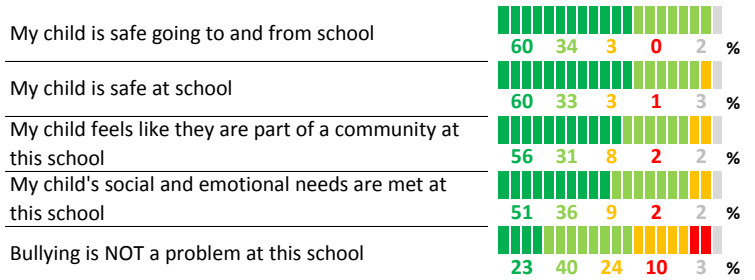 My child is safe going to and from school
60 34 3 0 2 %
My child is safe at school
60 33 3 1 3 %
My child feels like they are part of a community at
this school
56 31 8 2 2 %
My child's social and emotional needs are met at
this school
51 36 9 2 2 %
Bullying is NOT a problem at this school
23 40 24 10 3 %